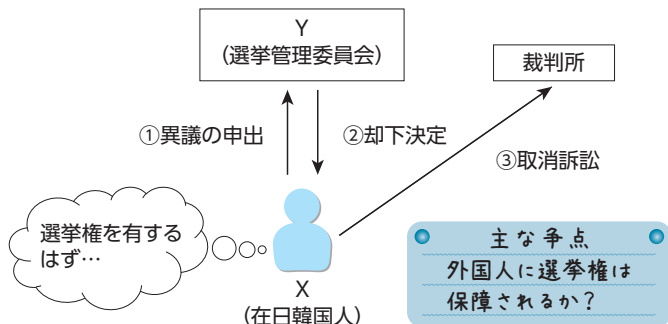 Y
（選挙管理委員会）
裁判所
①異議の申出
②却下決定
③取消訴訟
選挙権を有する
はず…
X
（在日韓国人）
主な争点
外国人に選挙権は
保障されるか？